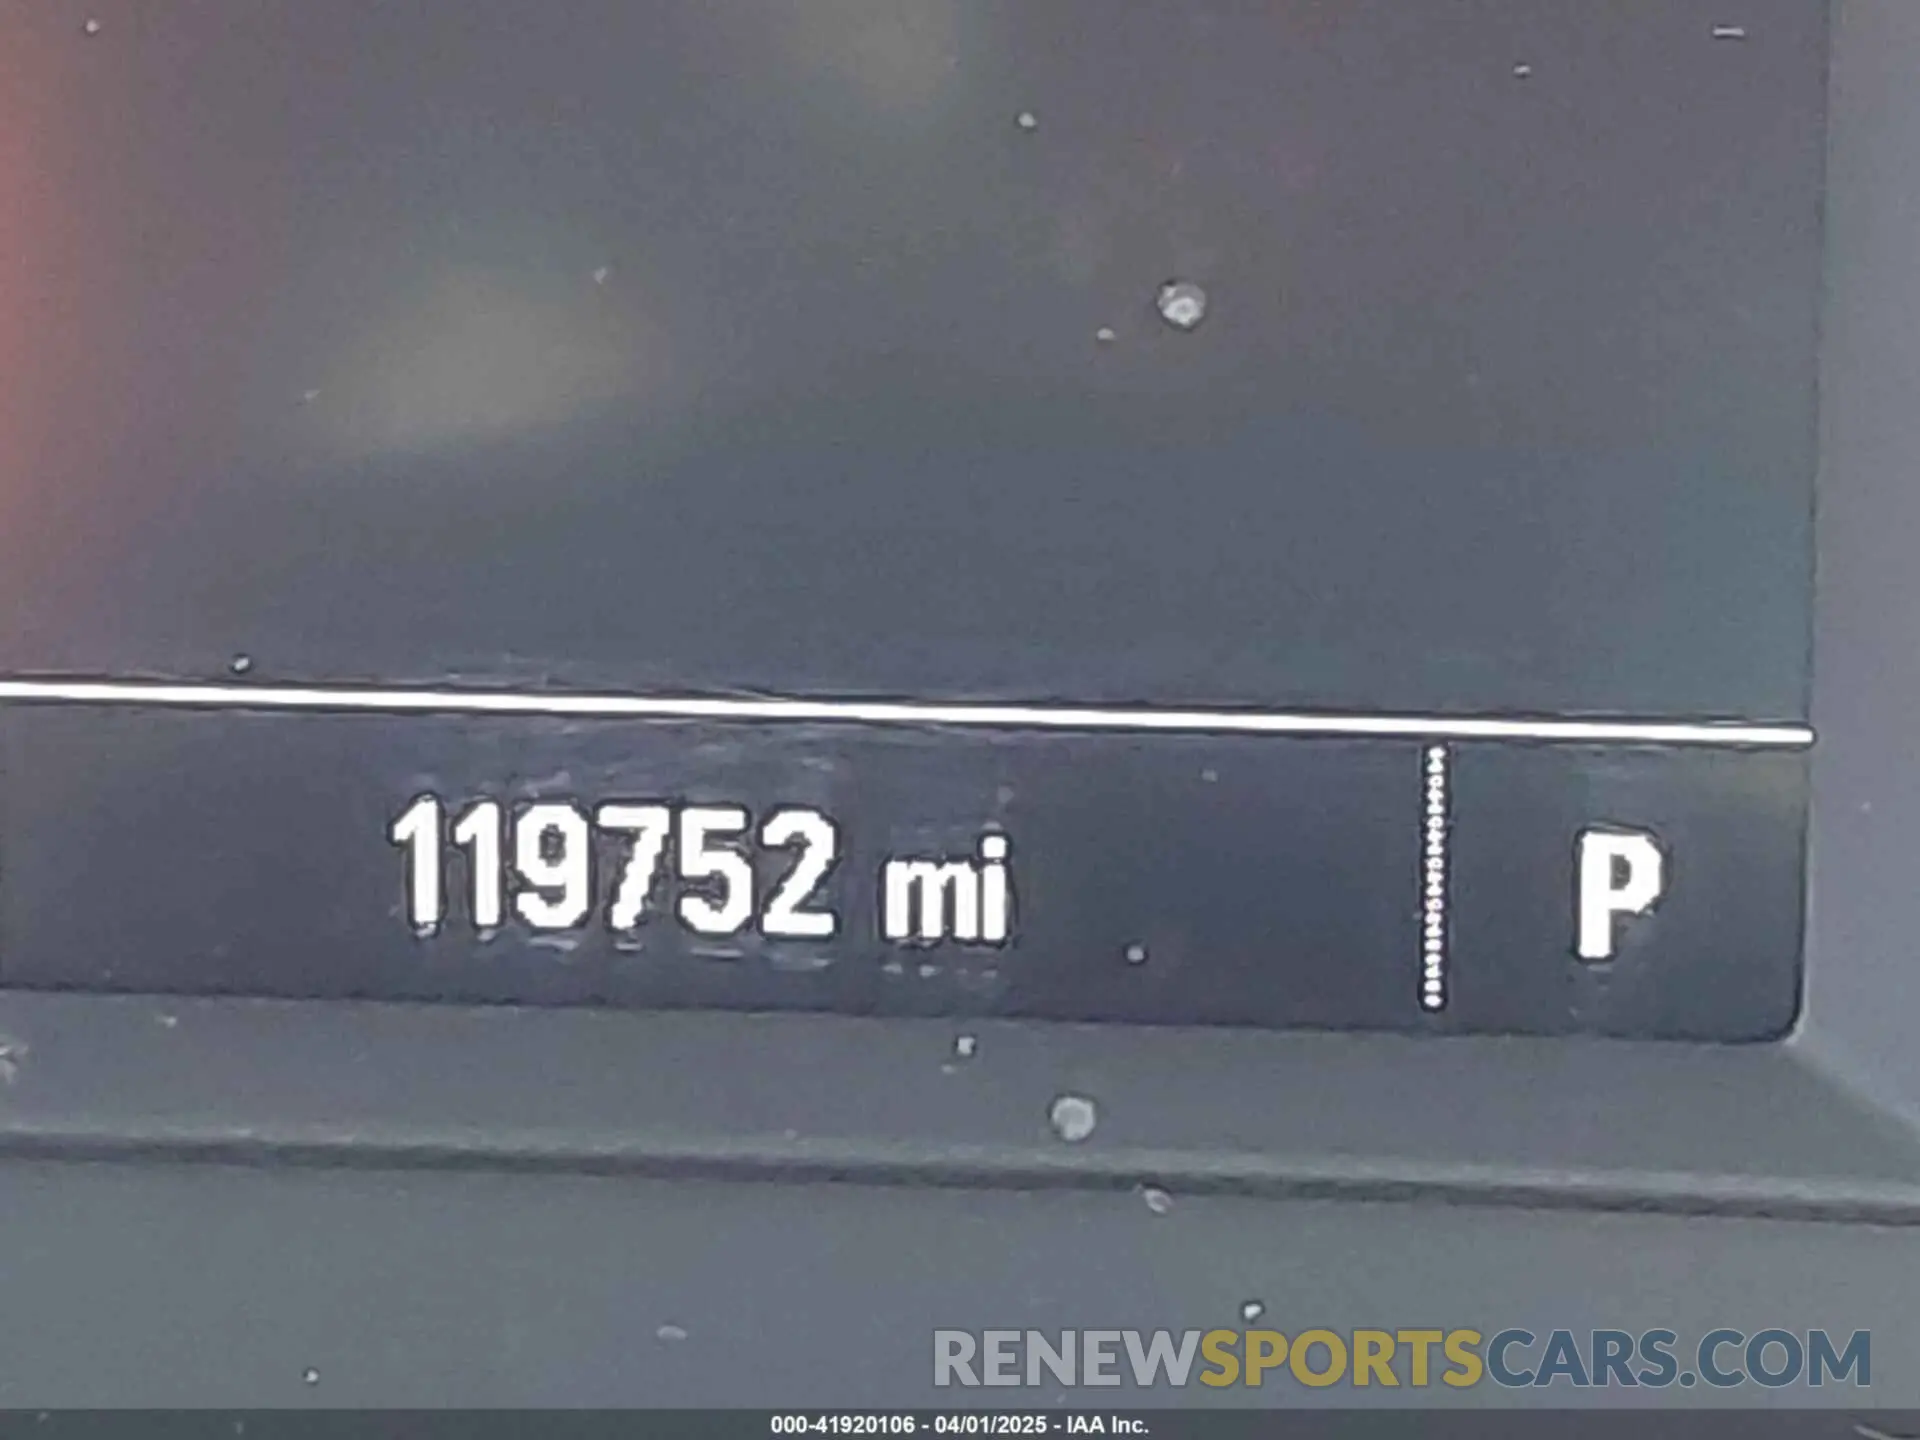 119752 mi P
RENEWSPORTSCARS.COM
000-41920106 - 04/01/2025 - IAA Inc.